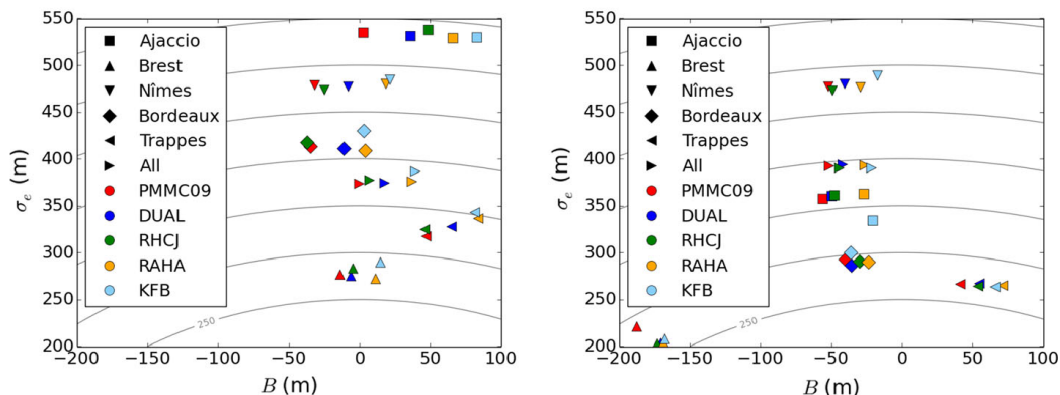 550
500
450
400
350
300
250
200
σe (m)
Ajaccio
Brest
Nîmes
Bordeaux
Trappes
All
PMMC09
DUAL
RHCJ
RAHA
KFB
250
−200
−150
−100
−50
0
50
100
B (m)
550
500
450
400
350
300
250
200
σe (m)
Ajaccio
Brest
Nîmes
Bordeaux
Trappes
All
PMMC09
DUAL
RHCJ
RAHA
KFB
250
−200
−150
−100
−50
0
50
100
B (m)